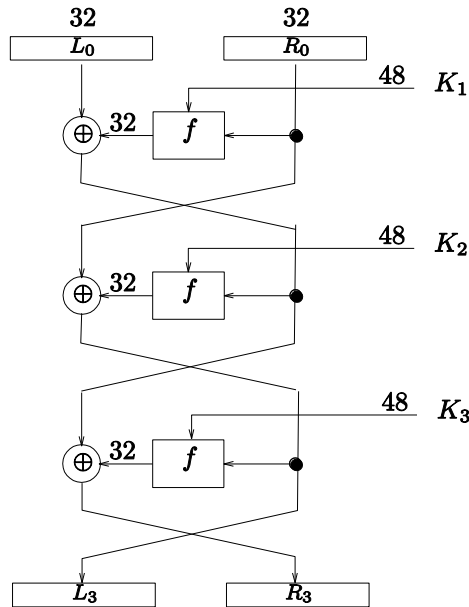 32 32
L₀ R₀
48 K₁
⊕ 32 f
48 K₂
⊕ 32 f
48 K₃
⊕ 32 f
L₃ R₃